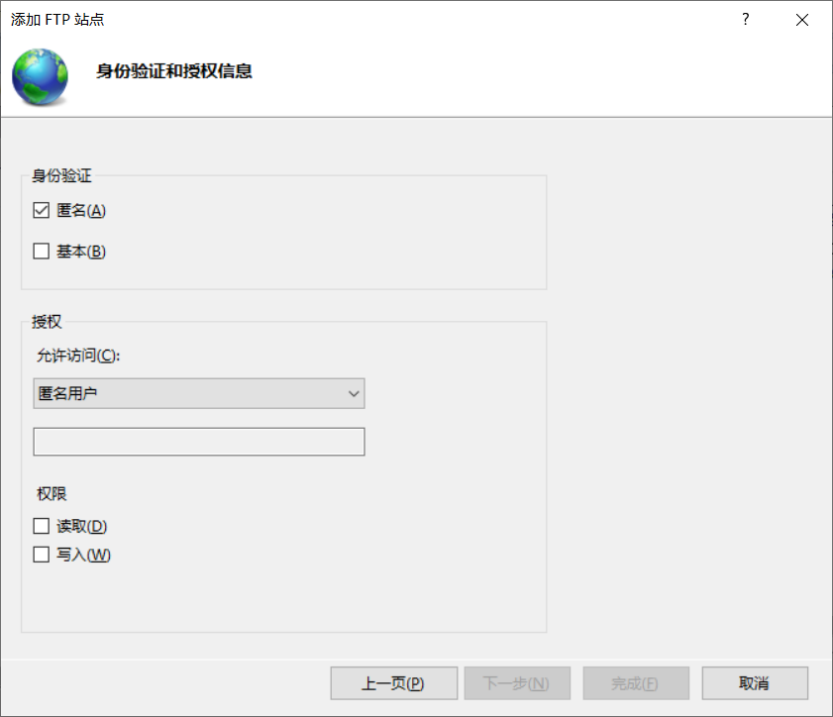 添加 FTP 站点
?
身份验证和授权信息
身份验证
匿名(A)
基本(B)
授权
允许访问(C):
匿名用户
权限
读取(D)
写入(W)
上一页(P) 下一步(N) 完成(F) 取消